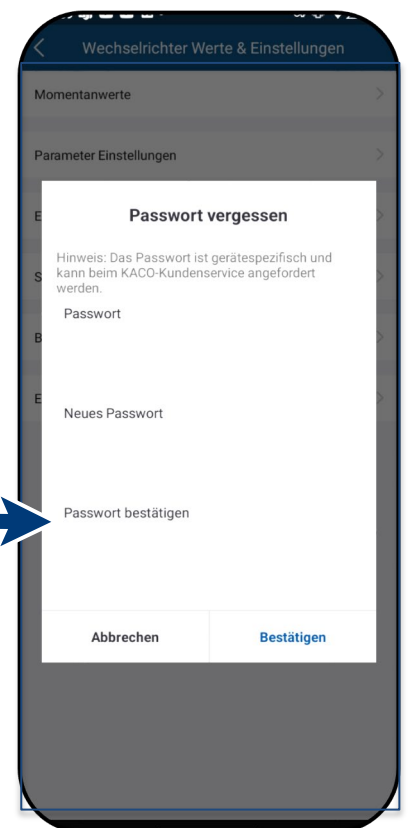 Wechselrichter Werte & Einstellungen
Momentanwerte
Parameter Einstellungen
E
Passwort vergessen
Hinweis: Das Passwort ist gerätespezifisch und
S
kann beim KACO-Kundenservice angefordert
werden.
Passwort
B
E
Neues Passwort
Passwort bestätigen
Abbrechen
Bestätigen